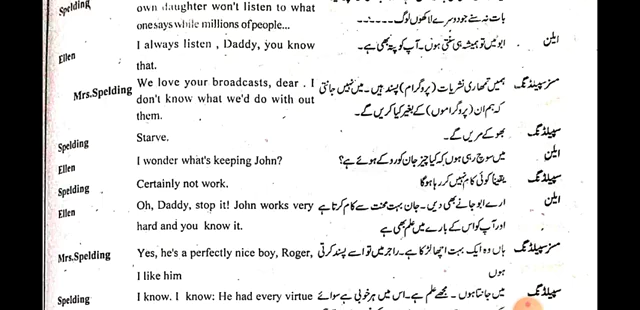 Spelding own daughter won't listen to what
one says while millions of people... بات نہ سنے جو دوسرے لاکھوں لوگ
Ellen I always listen , Daddy, you know ابو میں تو ہمیشہ ہی سنتی ہوں۔ آپ کو پتہ بھی ہے۔ ایلن
that.
Mrs.Spelding We love your broadcasts, dear . I ہمیں تمھاری نشریات (پروگرام) پسند ہیں۔ میں نہیں جانتی مسز سپیلڈنگ
don't know what we'd do with out کہ ہم ان (پروگراموں) کے بغیر کیا کریں گے۔
them.
Spelding Starve. بھوکے مریں گے۔ سپیلڈنگ
Ellen I wonder what's keeping John? میں سوچ رہی ہوں کہ کیا چیز جان کو روکے ہوئے ہے؟ ایلن
Spelding Certainly not work. یقیناً کوئی کام نہیں کر رہا ہوگا سپیلڈنگ
Ellen Oh, Daddy, stop it! John works very ارے ابو جانے بھی دیں۔ جان بہت محنت سے کام کرتا ہے ایلن
hard and you know it. اور آپ کو اس کے بارے میں علم بھی ہے
Mrs.Spelding Yes, he's a perfectly nice boy, Roger, ہاں وہ ایک بہت اچھا لڑکا ہے۔ راجر میں تو اسے پسند کرتی مسز سپیلڈنگ
I like him ہوں
Spelding I know. I know: He had every virtue میں جانتا ہوں۔ مجھے علم ہے۔ اس میں ہر خوبی ہے سوائے سپیلڈنگ